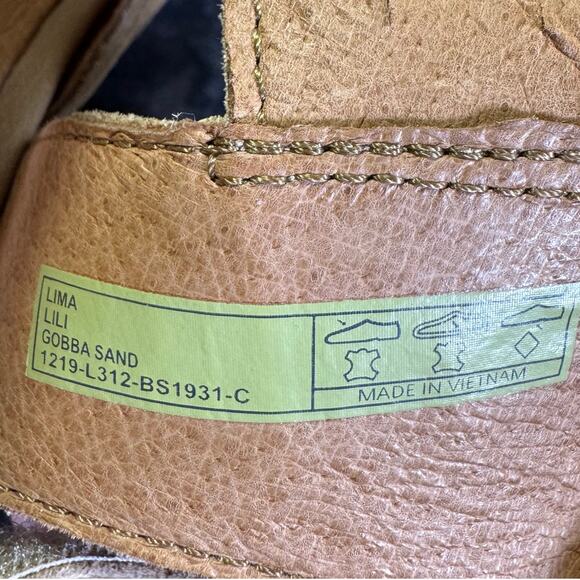 LIMA
LILI
GOBBA SAND
1219-L312-BS1931-C
MADE IN VIETNAM